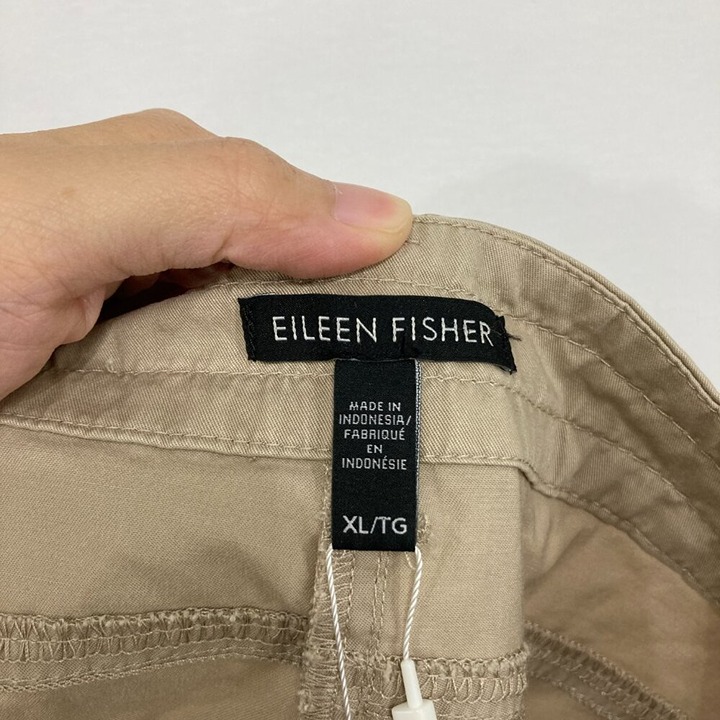 EILEEN FISHER
MADE IN
INDONESIA/
FABRIQUÉ
EN
INDONÉSIE
XL/TG